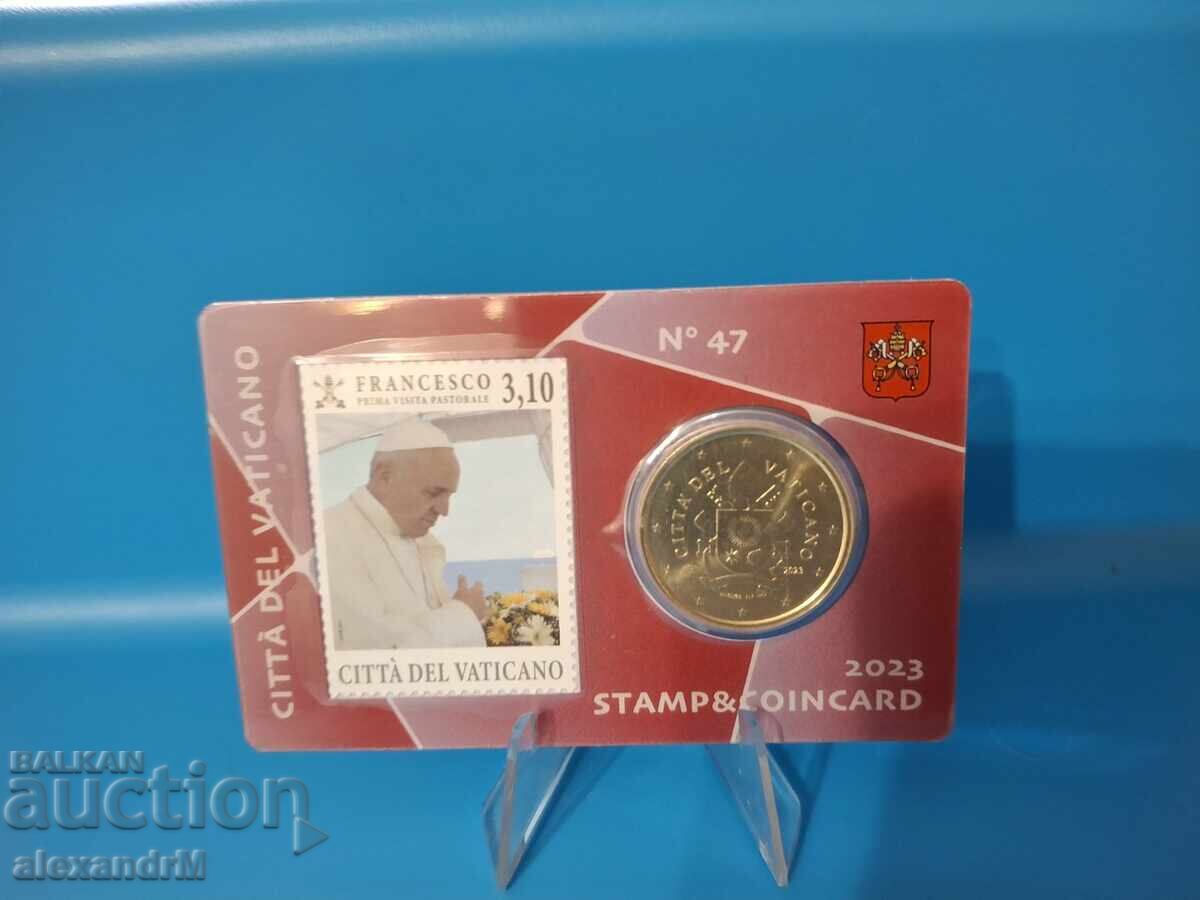 CITTÀ DEL VATICANO
FRANCESCO 3,10
PRIMA VISITA PASTORALE
CITTÀ DEL VATICANO
N° 47
CITTA' DEL VATICANO
2023
2023
STAMP&COINCARD
BALKAN
auction
alexandrM